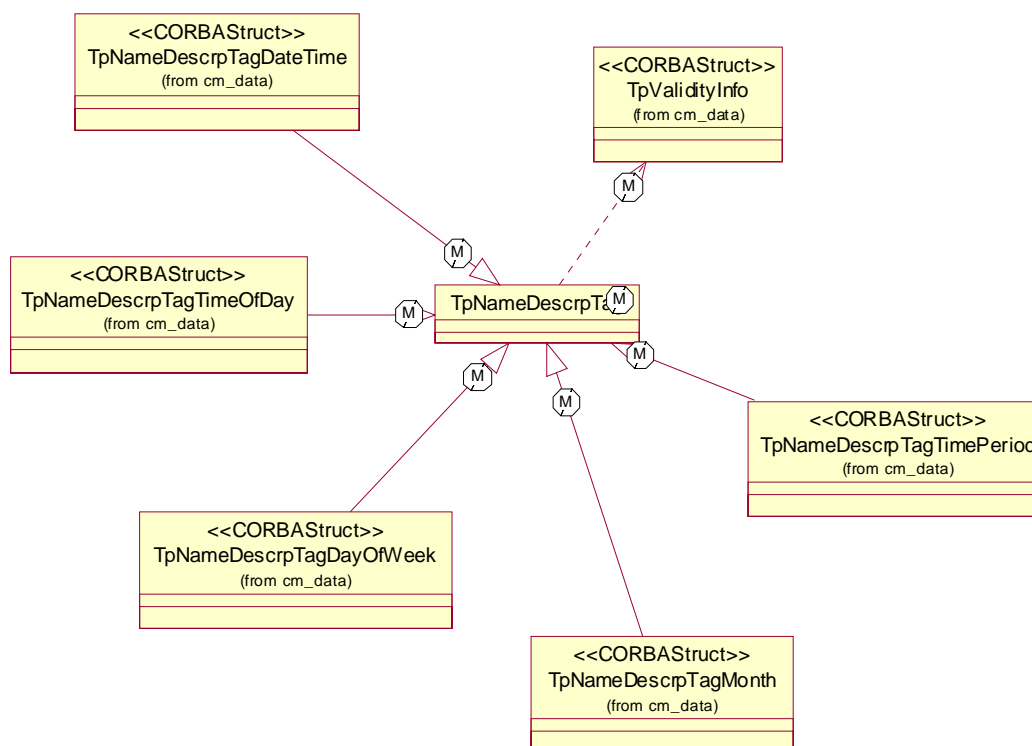 <<CORBAStruct>>
TpNameDescrpTagDateTime
(from cm_data)
<<CORBAStruct>>
TpValidityInfo
(from cm_data)
M
M
<<CORBAStruct>>
TpNameDescrpTagTimeOfDay
(from cm_data)
M
TpNameDescrpTa
M
M
M
M
<<CORBAStruct>>
TpNameDescrpTagTimePeriod
(from cm_data)
<<CORBAStruct>>
TpNameDescrpTagDayOfWeek
(from cm_data)
<<CORBAStruct>>
TpNameDescrpTagMonth
(from cm_data)